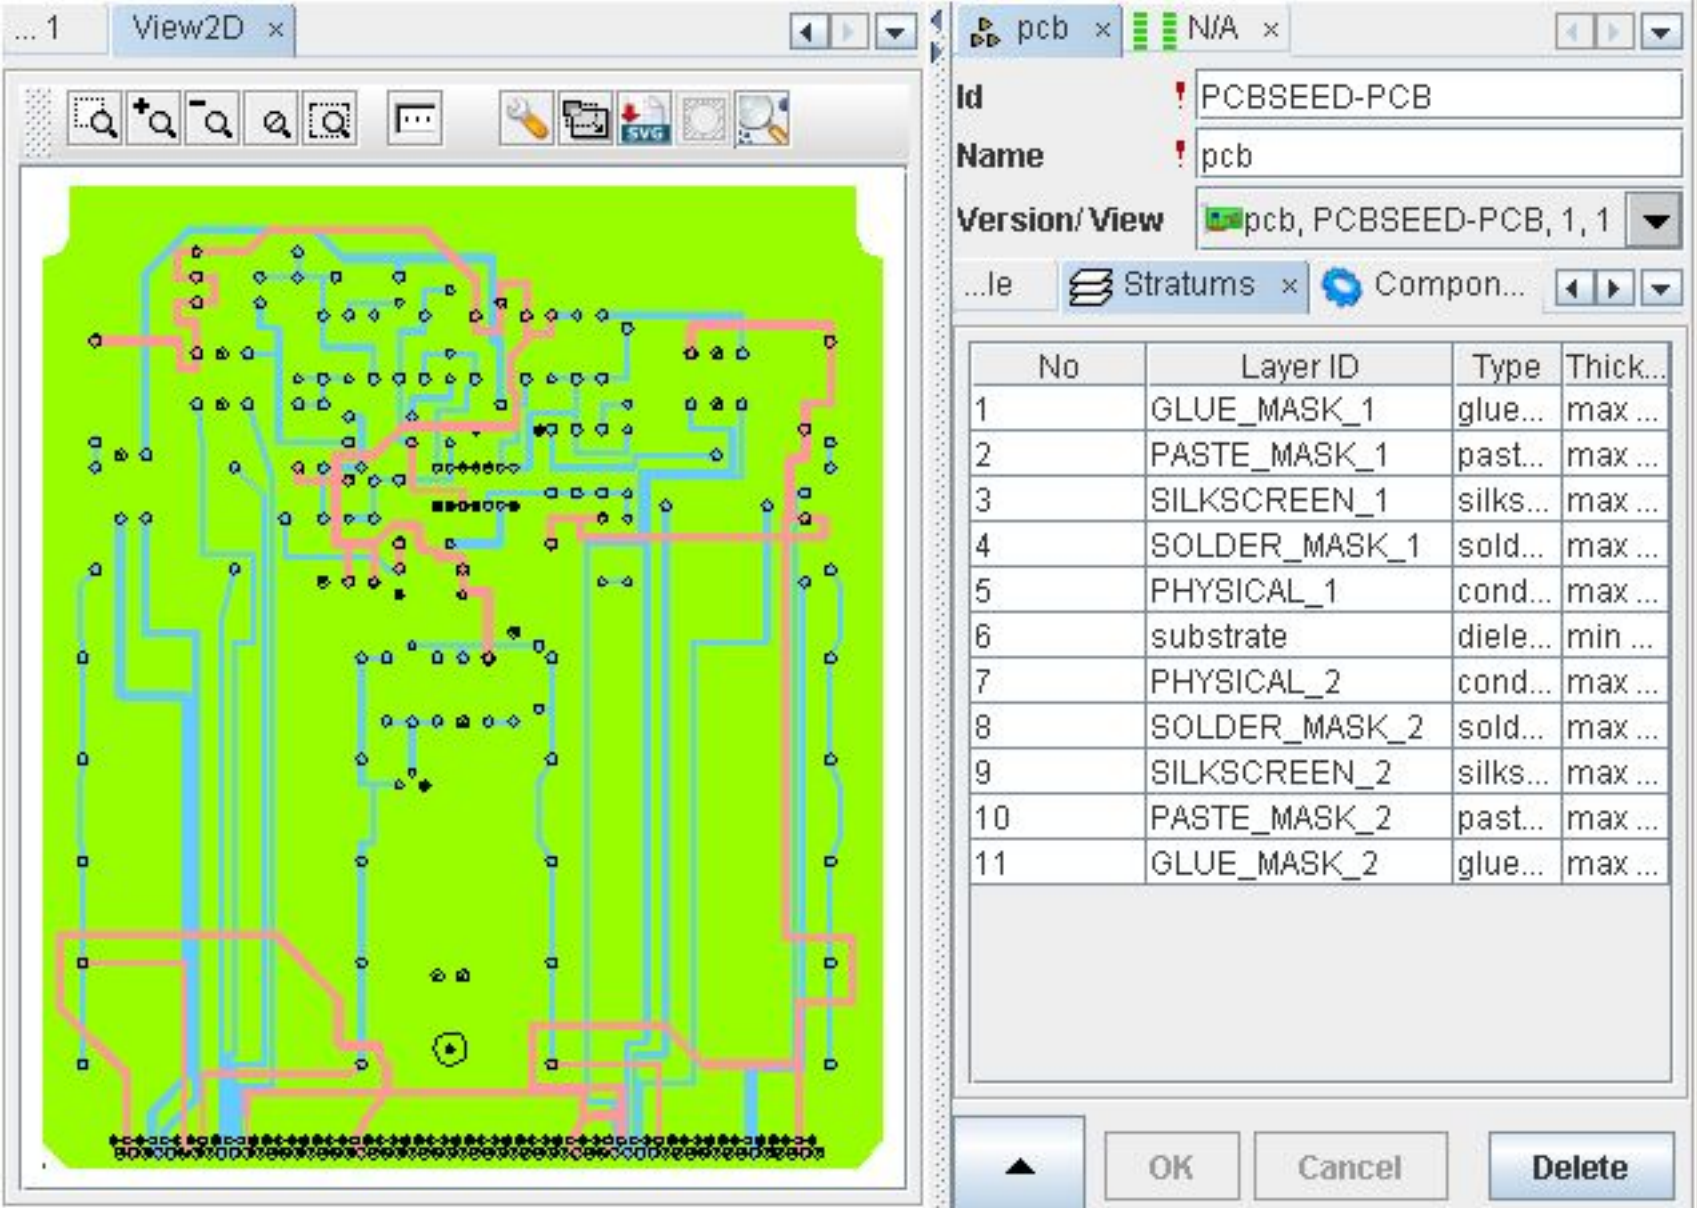 ... 1
View2D ×
SVG
pcb ×
N/A ×
Id
PCBSEED-PCB
Name
pcb
Version/View
pcb, PCBSEED-PCB, 1, 1
...le
Stratums ×
Compon...
No Layer ID Type Thick...
1 GLUE_MASK_1 glue... max ...
2 PASTE_MASK_1 past... max ...
3 SILKSCREEN_1 silks... max ...
4 SOLDER_MASK_1 sold... max ...
5 PHYSICAL_1 cond... max ...
6 substrate diele... min ...
7 PHYSICAL_2 cond... max ...
8 SOLDER_MASK_2 sold... max ...
9 SILKSCREEN_2 silks... max ...
10 PASTE_MASK_2 past... max ...
11 GLUE_MASK_2 glue... max ...
OK
Cancel
Delete